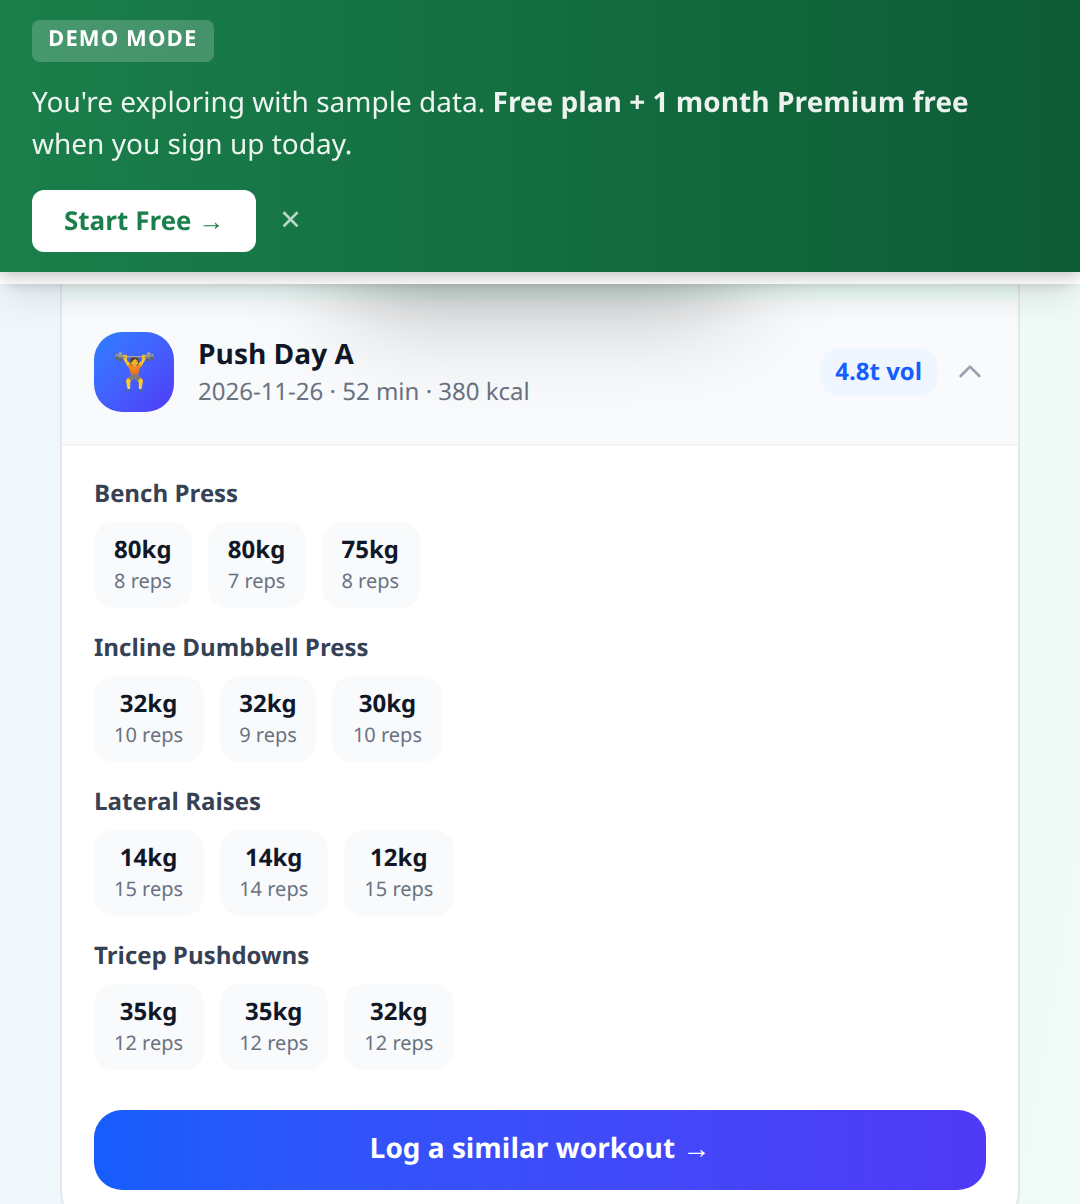 DEMO MODE
You're exploring with sample data. Free plan + 1 month Premium free
when you sign up today.
Start Free →
✕
Push Day A
2026-11-26 · 52 min · 380 kcal
4.8t vol
Bench Press
80kg 80kg 75kg
8 reps 7 reps 8 reps
Incline Dumbbell Press
32kg 32kg 30kg
10 reps 9 reps 10 reps
Lateral Raises
14kg 14kg 12kg
15 reps 14 reps 15 reps
Tricep Pushdowns
35kg 35kg 32kg
12 reps 12 reps 12 reps
Log a similar workout →